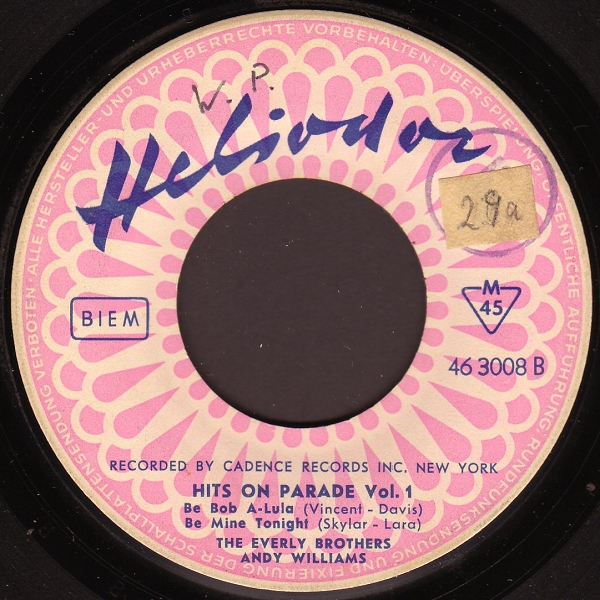 ALLE HERSTELLER- UND URHEBERRECHTE VORBEHALTEN · ÜBERSPIELUNG, ÖFFENTLICHE AUFFÜHRUNG, RUNDFUNKSENDUNG UND FIXIERUNG DER SCHALLPLATTENSENDUNG VERBOTEN ·
W. P.
Heliodor
29a
BIEM
M
45
46 3008 B
RECORDED BY CADENCE RECORDS INC. NEW YORK
HITS ON PARADE Vol. 1
Be Bob A-Lula (Vincent - Davis)
Be Mine Tonight (Skylar - Lara)
THE EVERLY BROTHERS
ANDY WILLIAMS